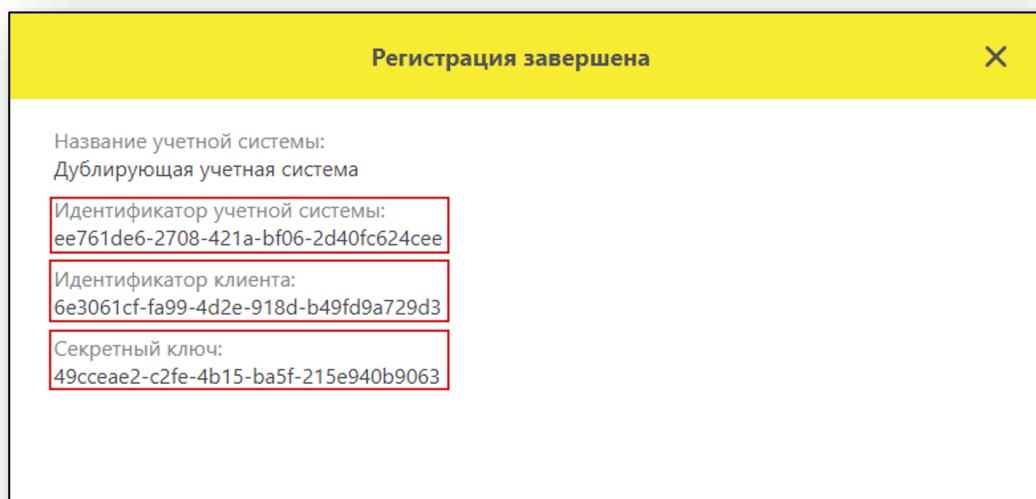 Регистрация завершена
Название учетной системы:
Дублирующая учетная система
Идентификатор учетной системы:
ee761de6-2708-421a-bf06-2d40fc624cee
Идентификатор клиента:
6e3061cf-fa99-4d2e-918d-b49fd9a729d3
Секретный ключ:
49cceae2-c2fe-4b15-ba5f-215e940b9063